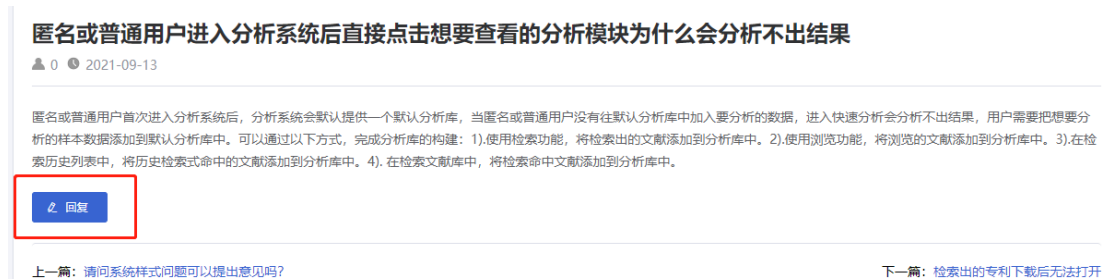 匿名或普通用户进入分析系统后直接点击想要查看的分析模块为什么会分析不出结果
0 2021-09-13
匿名或普通用户首次进入分析系统后，分析系统会默认提供一个默认分析库，当匿名或普通用户没有往默认分析库中加入要分析的数据，进入快速分析会分析不出结果，用户需要把想要分
析的样本数据添加到默认分析库中。可以通过以下方式，完成分析库的构建：1).使用检索功能，将检索出的文献添加到分析库中。2).使用浏览功能，将浏览的文献添加到分析库中。3).在检
索历史列表中，将历史检索式命中的文献添加到分析库中。4). 在检索文献库中，将检索命中文献添加到分析库中。
回复
上一篇：请问系统样式问题可以提出意见吗? 下一篇：检索出的专利下载后无法打开